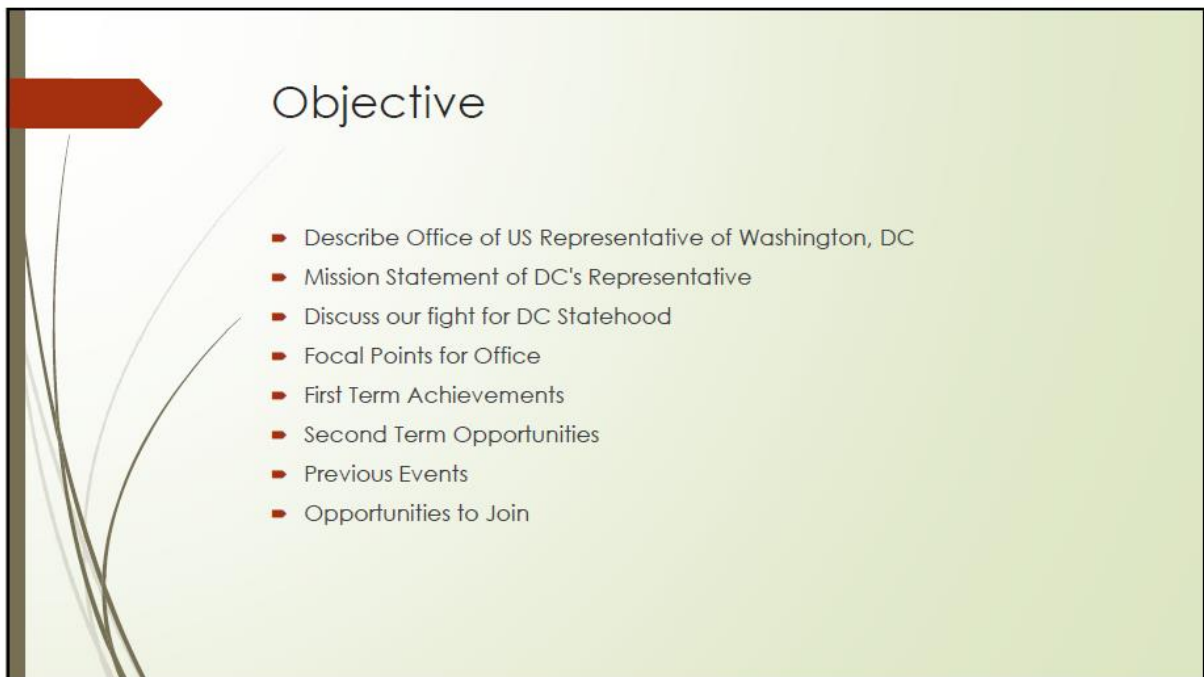 Objective
Describe Office of US Representative of Washington, DC
Mission Statement of DC's Representative
Discuss our fight for DC Statehood
Focal Points for Office
First Term Achievements
Second Term Opportunities
Previous Events
Opportunities to Join